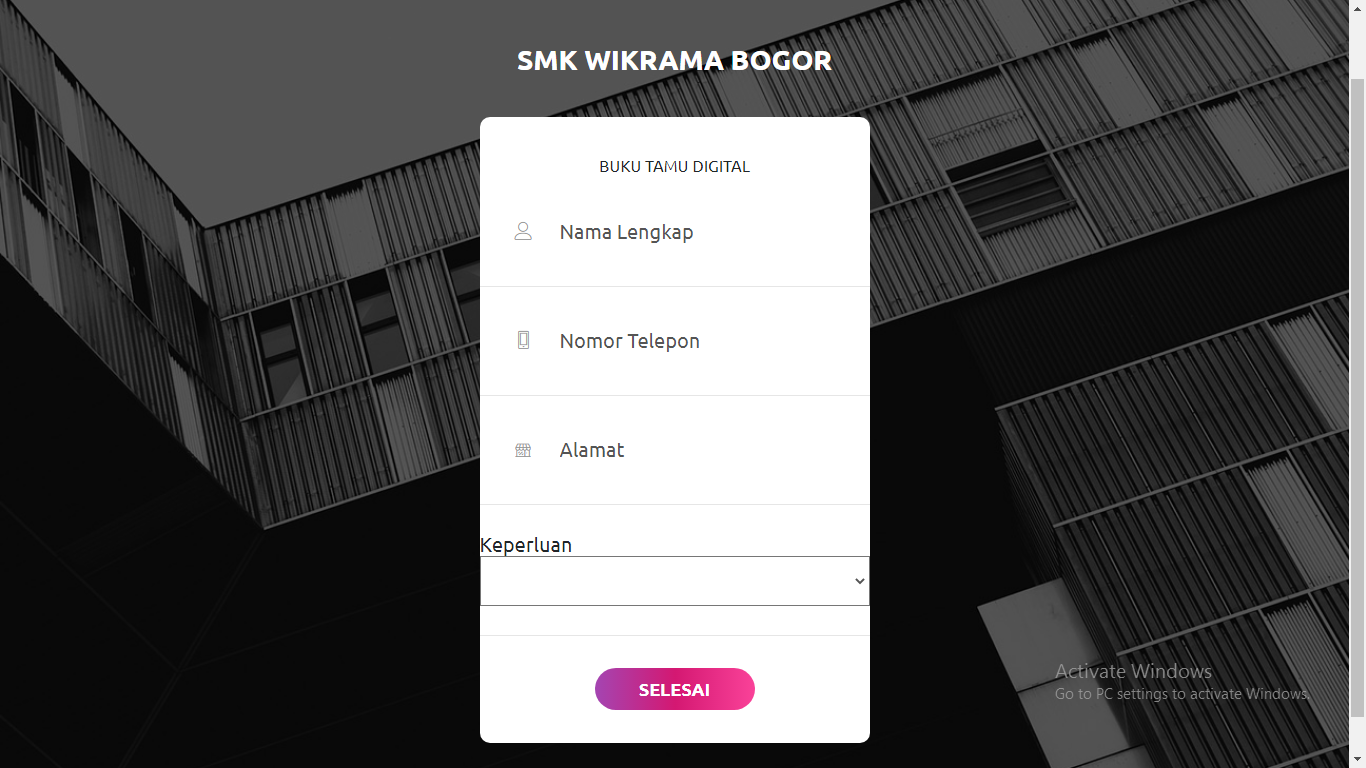 SMK WIKRAMA BOGOR
BUKU TAMU DIGITAL
Nama Lengkap
Nomor Telepon
Alamat
Keperluan
SELESAI
Activate Windows
Go to PC settings to activate Windows.